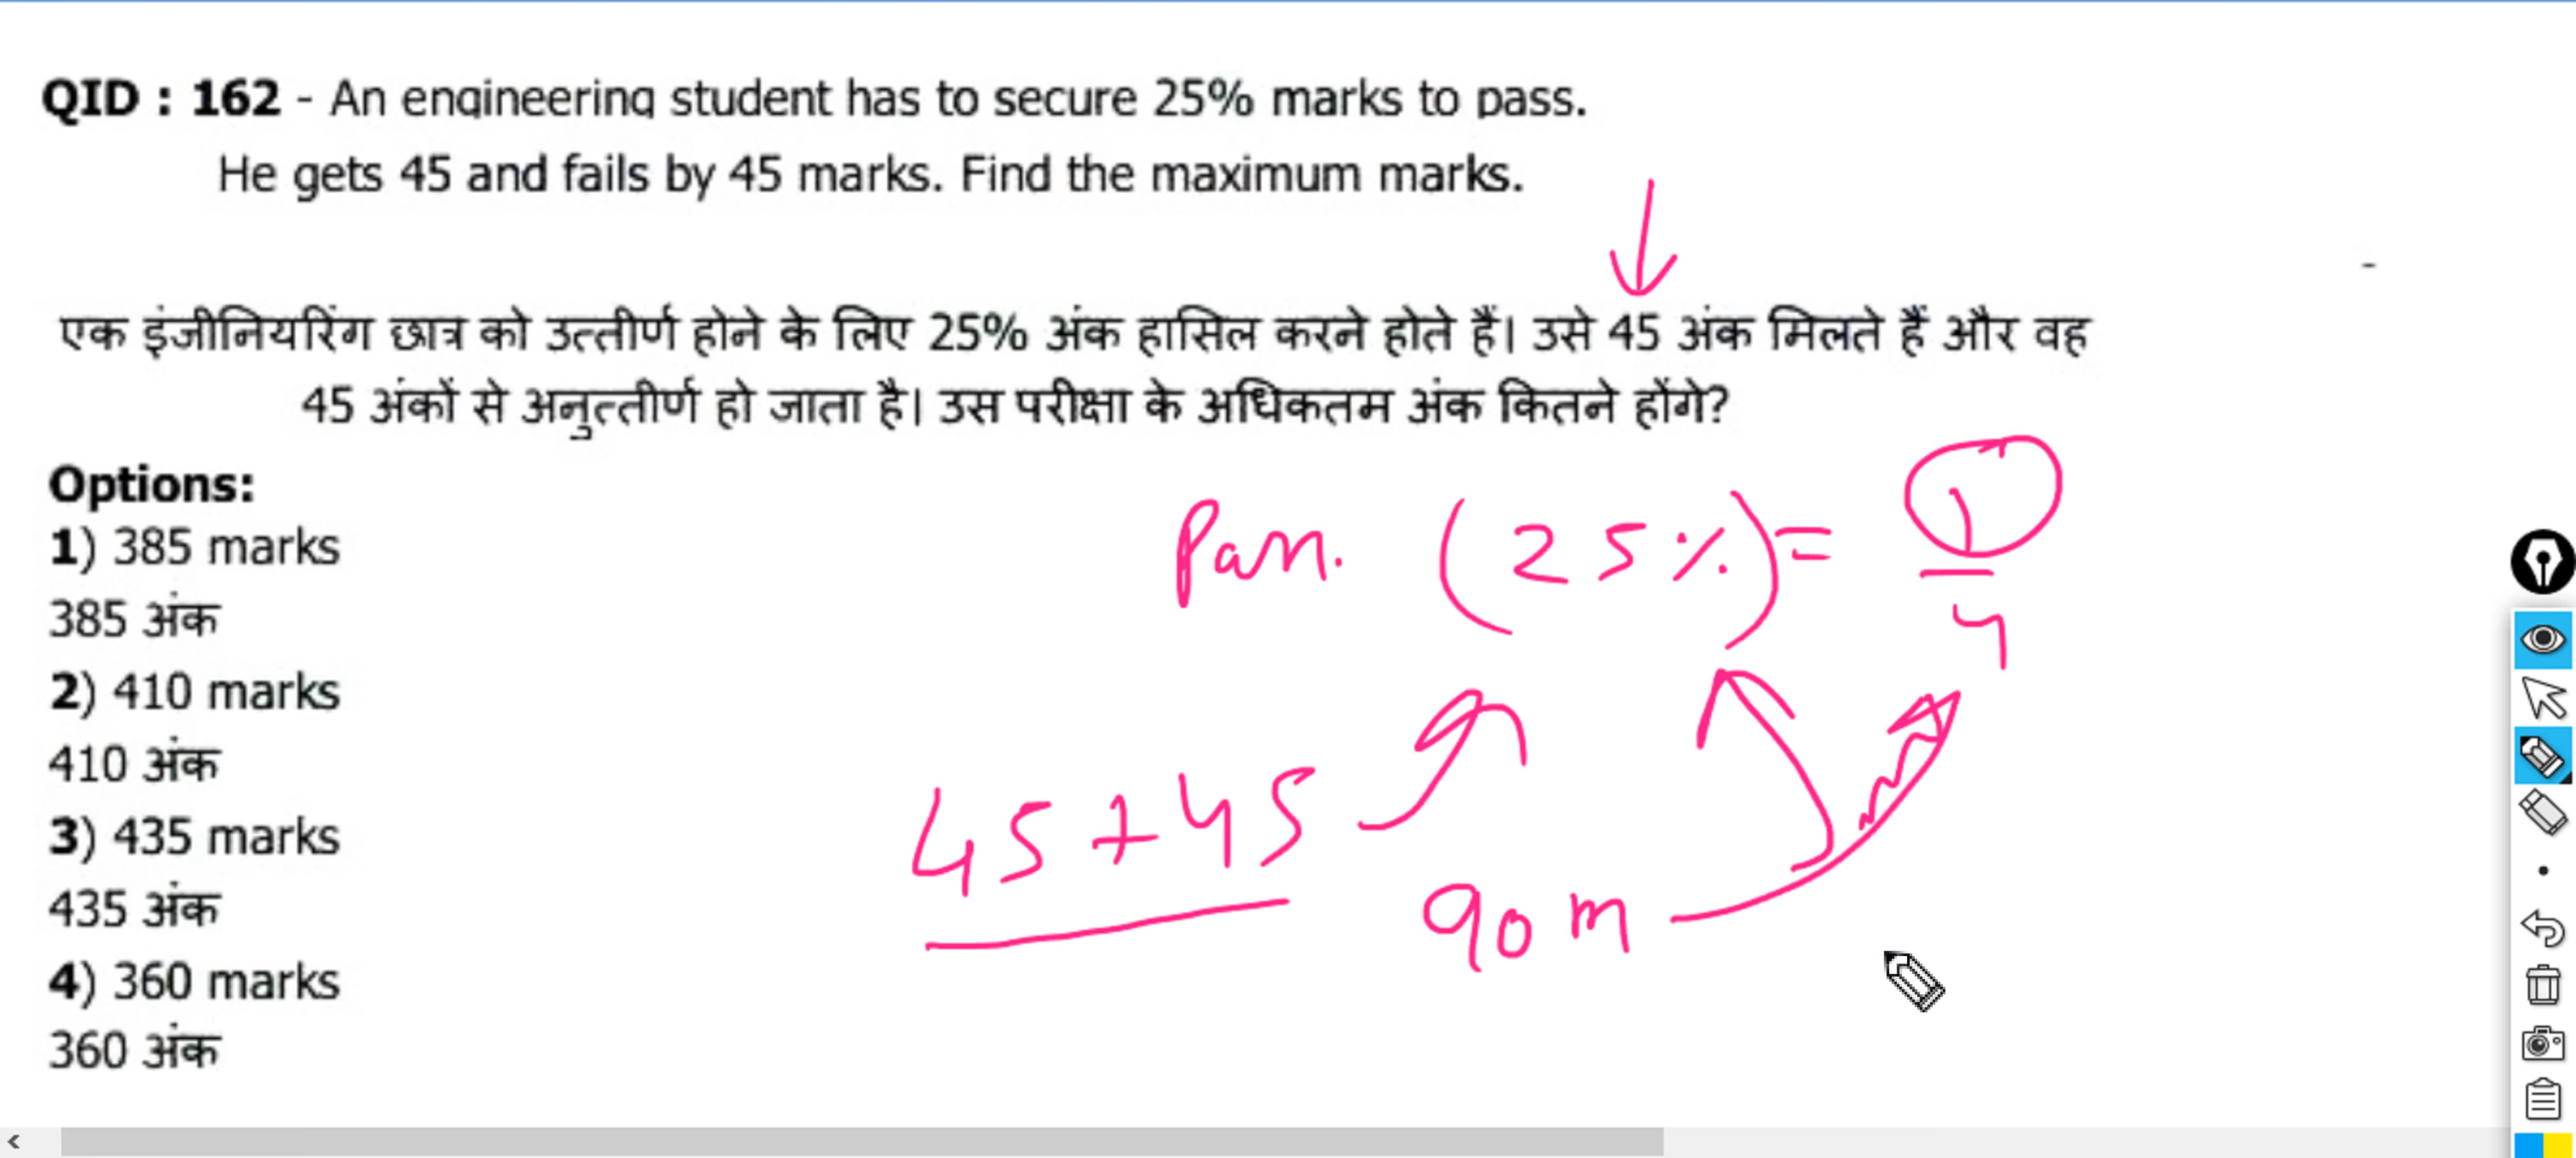 QID : 162 - An engineering student has to secure 25% marks to pass.
He gets 45 and fails by 45 marks. Find the maximum marks.
एक इंजीनियरिंग छात्र को उत्तीर्ण होने के लिए 25% अंक हासिल करने होते हैं। उसे 45 अंक मिलते हैं और वह
45 अंकों से अनुत्तीर्ण हो जाता है। उस परीक्षा के अधिकतम अंक कितने होंगे?
Options:
1) 385 marks
385 अंक
2) 410 marks
410 अंक
3) 435 marks
435 अंक
4) 360 marks
360 अंक
(25%) = 1/4
45+45
90 m